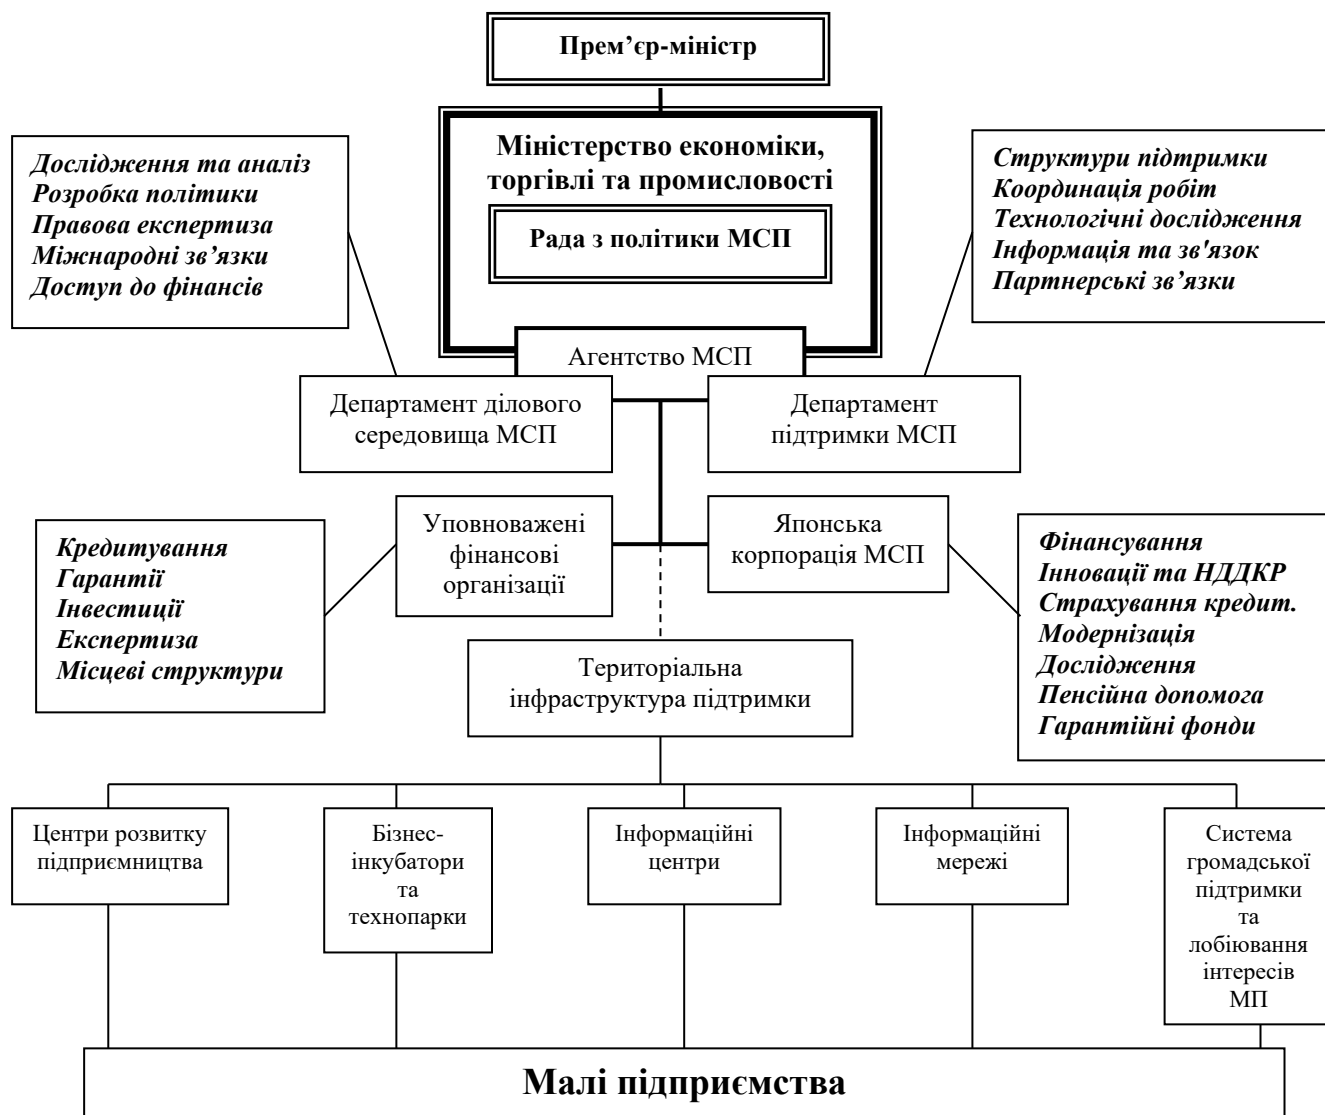 Прем’єр-міністр
Міністерство економіки,
торгівлі та промисловості
Рада з політики МСП
Дослідження та аналіз
Розробка політики
Правова експертиза
Міжнародні зв’язки
Доступ до фінансів
Структури підтримки
Координація робіт
Технологічні дослідження
Інформація та зв'язок
Партнерські зв’язки
Агентство МСП
Департамент ділового
середовища МСП
Департамент
підтримки МСП
Уповноважені
фінансові
організації
Японська
корпорація МСП
Кредитування
Гарантії
Інвестиції
Експертиза
Місцеві структури
Фінансування
Інновації та НДДКР
Страхування кредит.
Модернізація
Дослідження
Пенсійна допомога
Гарантійні фонди
Територіальна
інфраструктура підтримки
Центри розвитку
підприємництва
Бізнес-
інкубатори
та
технопарки
Інформаційні
центри
Інформаційні
мережі
Система
громадської
підтримки
та
лобіювання
інтересів
МП
Малі підприємства